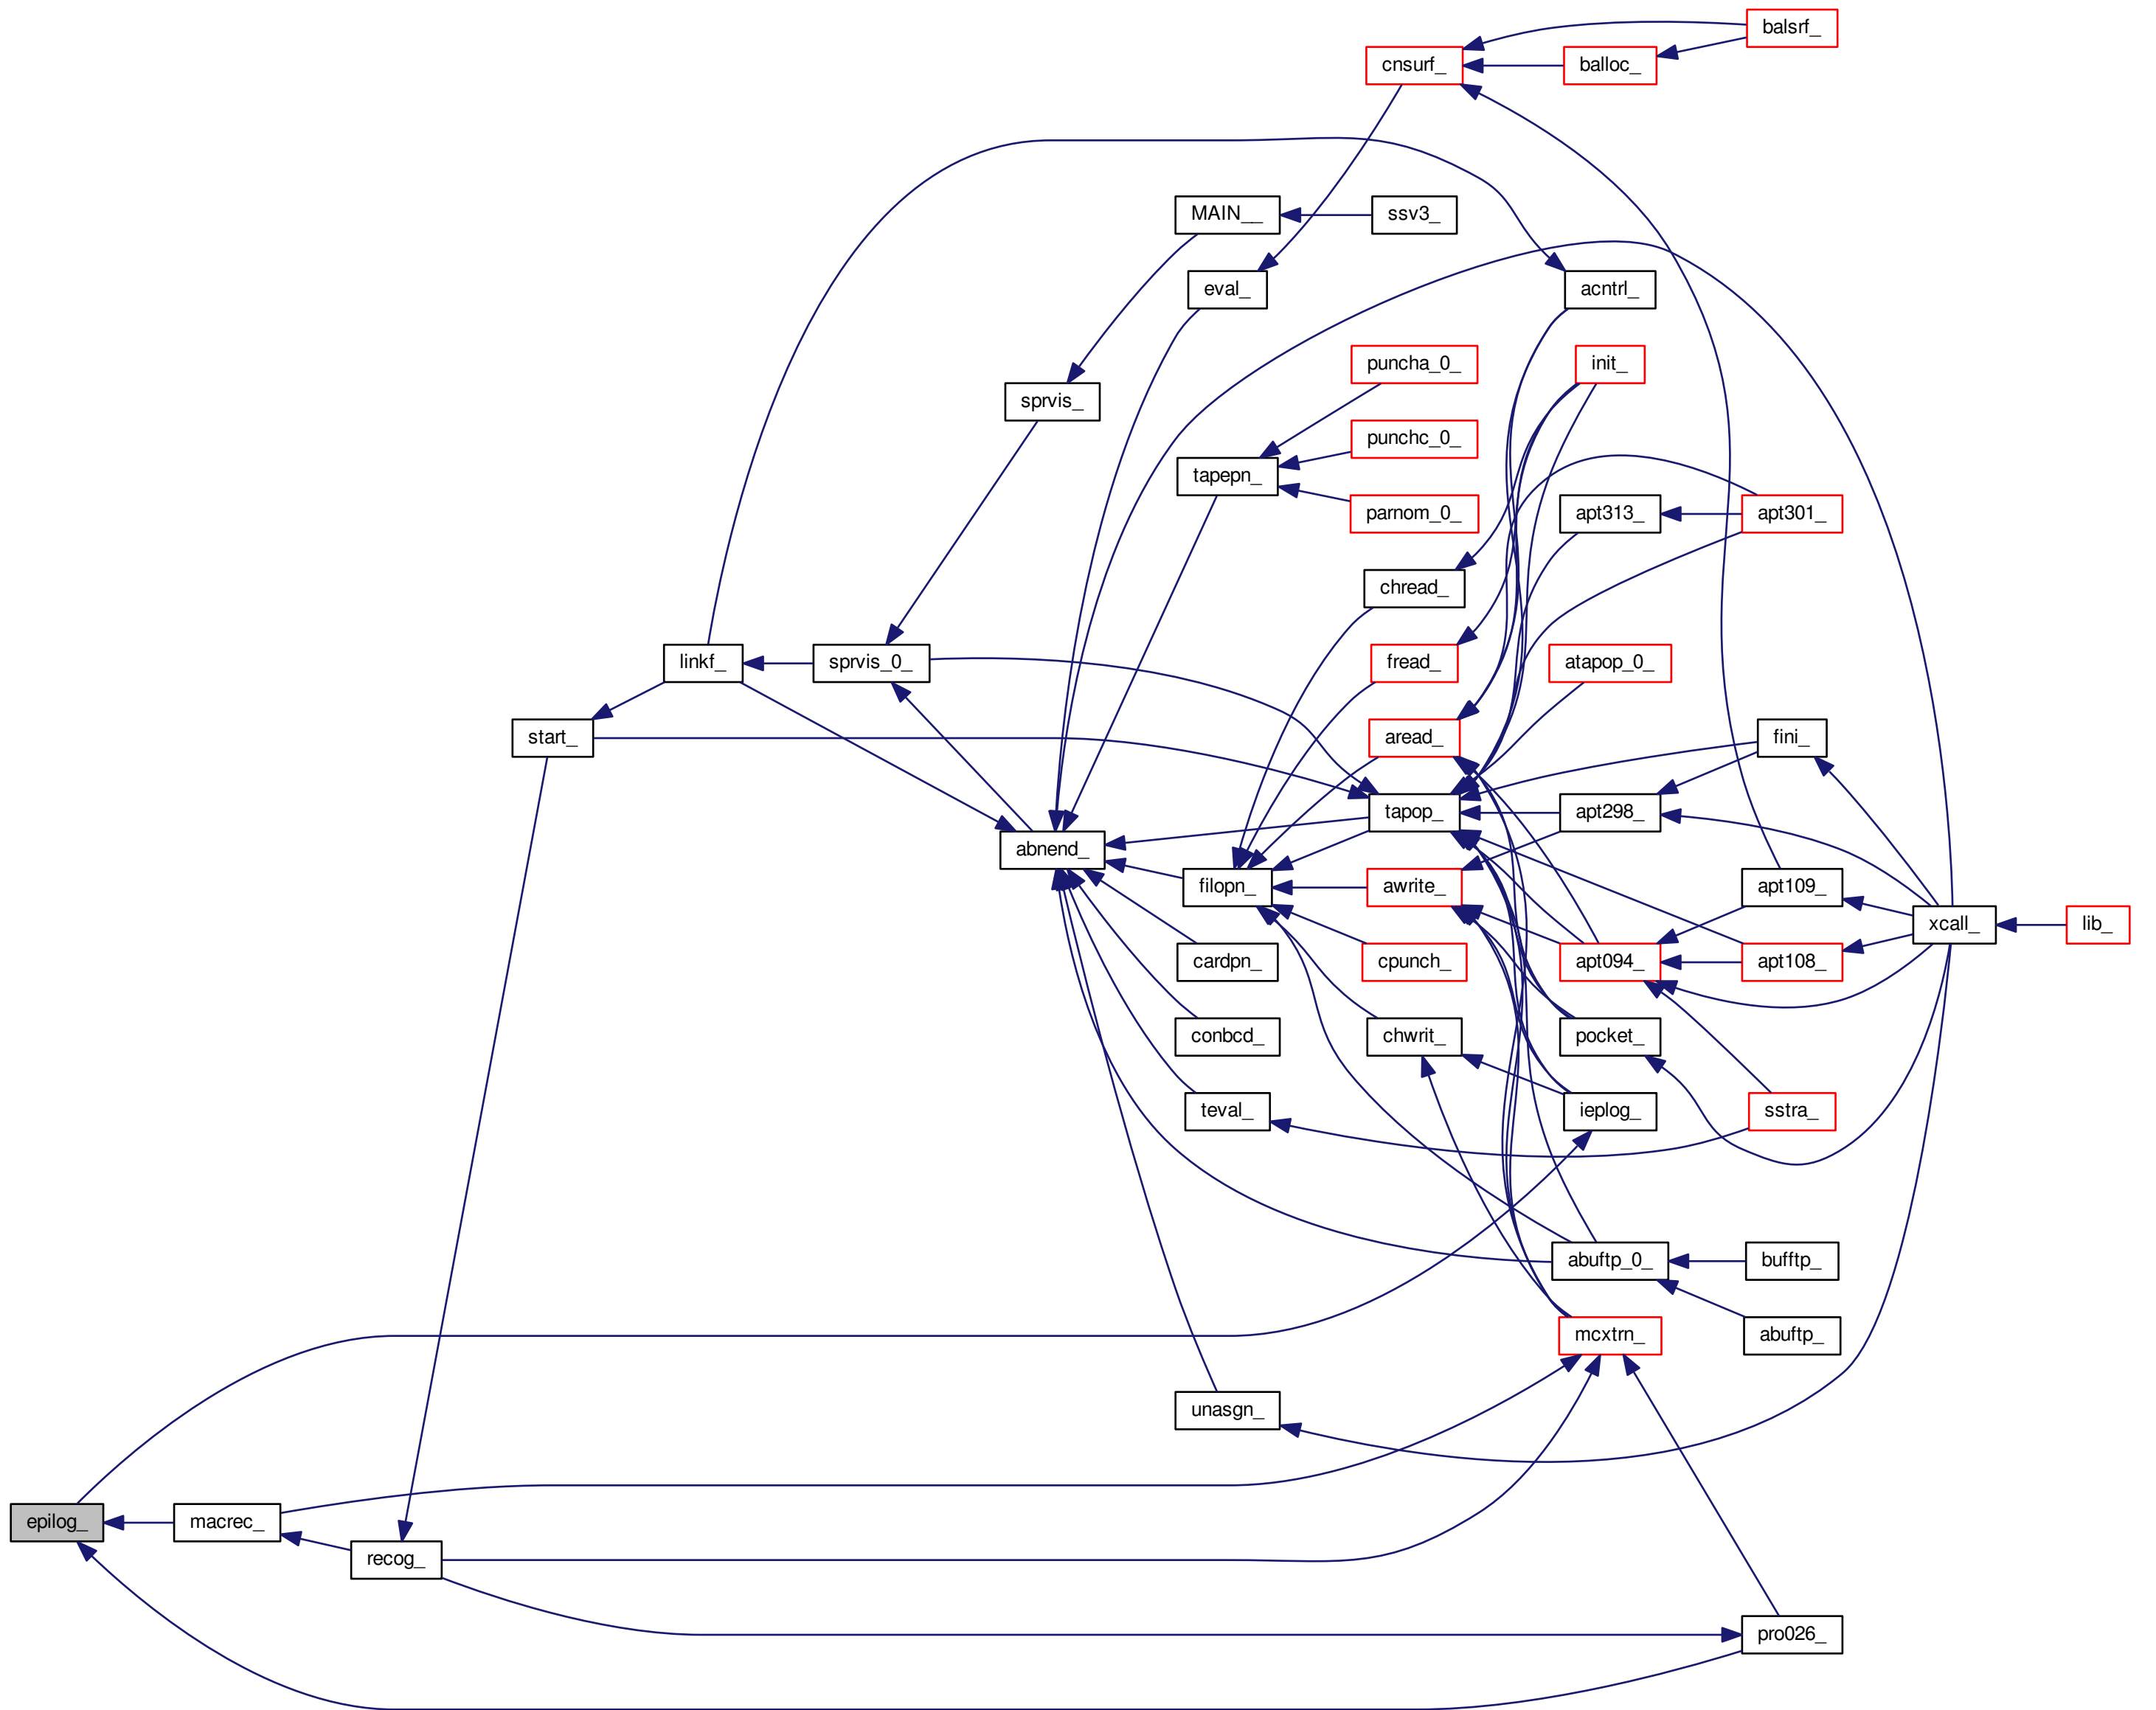 balsrf_
cnsurf_
balloc_
MAIN__
ssv3_
eval_
acntrl_
puncha_0_
init_
sprvis_
punchc_0_
tapepn_
parnom_0_
apt313_
apt301_
chread_
linkf_
sprvis_0_
fread_
atapop_0_
start_
aread_
fini_
tapop_
apt298_
abnend_
filopn_
awrite_
apt109_
xcall_
lib_
cardpn_
cpunch_
apt094_
apt108_
conbcd_
chwrit_
pocket_
teval_
ieplog_
sstra_
abuftp_0_
bufftp_
mcxtrn_
abuftp_
unasgn_
epilog_
macrec_
recog_
pro026_